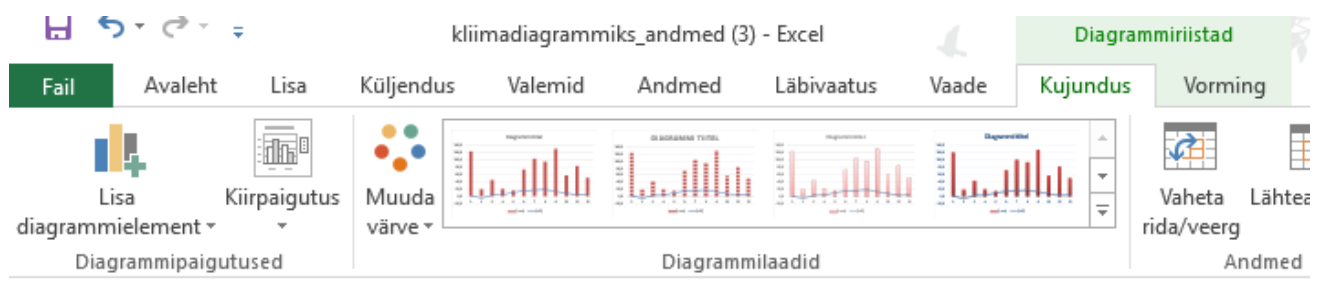 kliimadiagrammiks_andmed (3) - Excel
Diagrammiriistad
Fail Avaleht Lisa Küljendus Valemid Andmed Läbivaatus Vaade Kujundus Vorming
Lisa diagrammielement
Kiirpaigutus
Muuda värve
DIAGRAMMI TIITEL
Vaheta rida/veerg
Diagrammipaigutused
Diagrammilaadid
Andmed